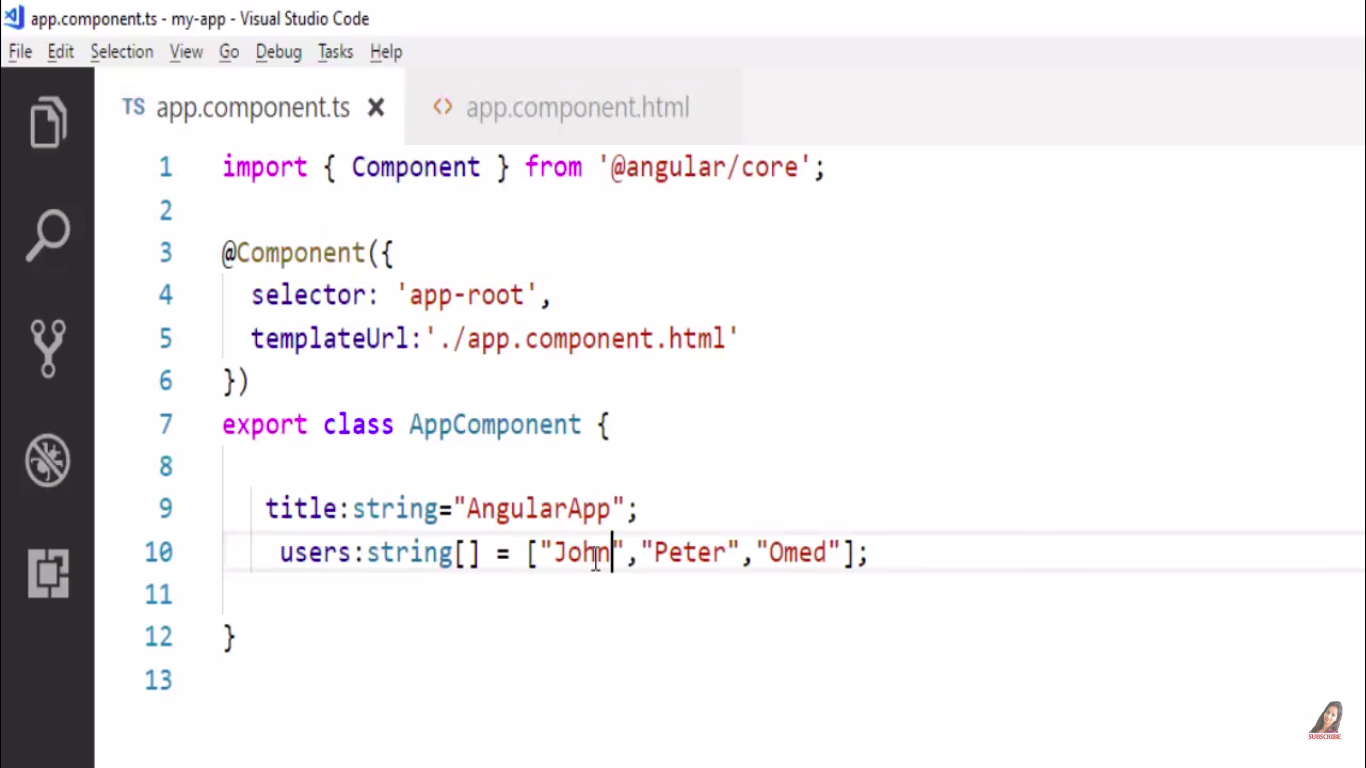 app.component.ts - my-app - Visual Studio Code
File Edit Selection View Go Debug Tasks Help
TS app.component.ts × <> app.component.html
1 import { Component } from '@angular/core';
2
3 @Component({
4 selector: 'app-root',
5 templateUrl:'./app.component.html'
6 })
7 export class AppComponent {
8
9 title:string="AngularApp";
10 users:string[] = ["John","Peter","Omed"];
11
12 }
13
SUBSCRIBE